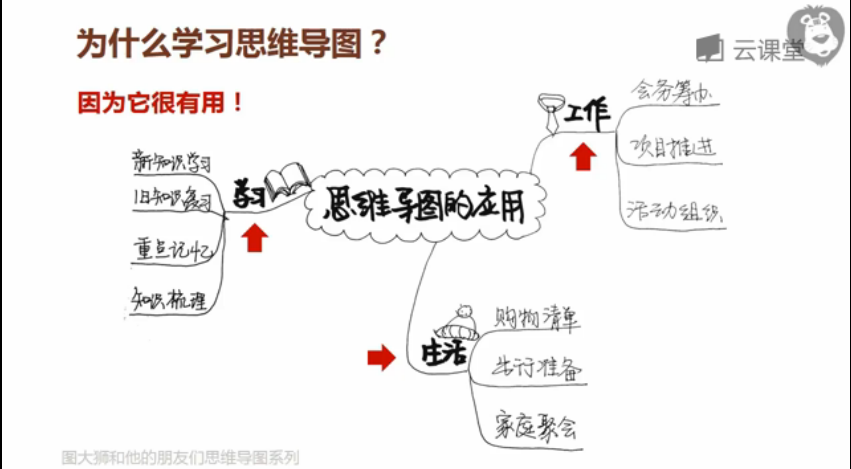 为什么学习思维导图？
云课堂
因为它很有用！
思维导图的应用
工作
会务筹办
项目推进
活动组织
学习
新知识学习
旧知识复习
重点记忆
知识梳理
生活
购物清单
出行准备
家庭聚会
图大狮和他的朋友们思维导图系列